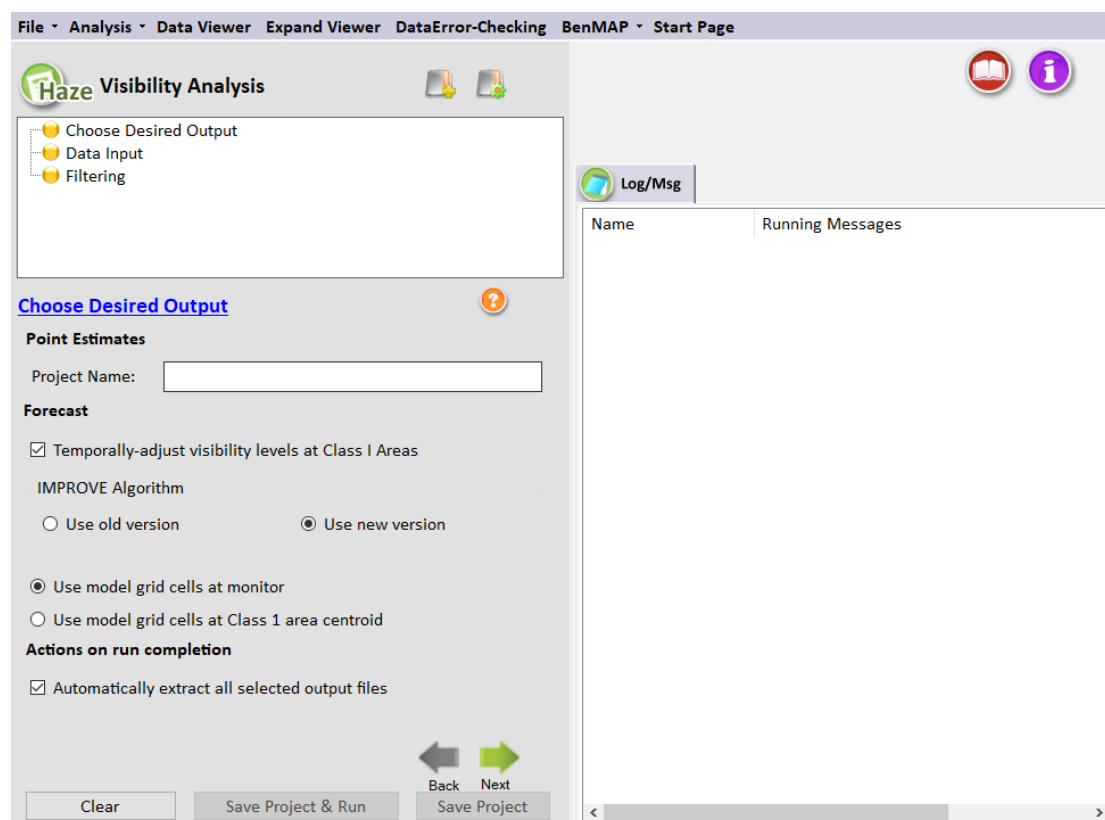 File Analysis Data Viewer Expand Viewer DataError-Checking BenMAP Start Page
Haze Visibility Analysis
Choose Desired Output
Data Input
Filtering
Log/Msg
Name Running Messages
Choose Desired Output
Point Estimates
Project Name:
Forecast
Temporally-adjust visibility levels at Class I Areas
IMPROVE Algorithm
Use old version Use new version
Use model grid cells at monitor
Use model grid cells at Class 1 area centroid
Actions on run completion
Automatically extract all selected output files
Back Next
Clear Save Project & Run Save Project